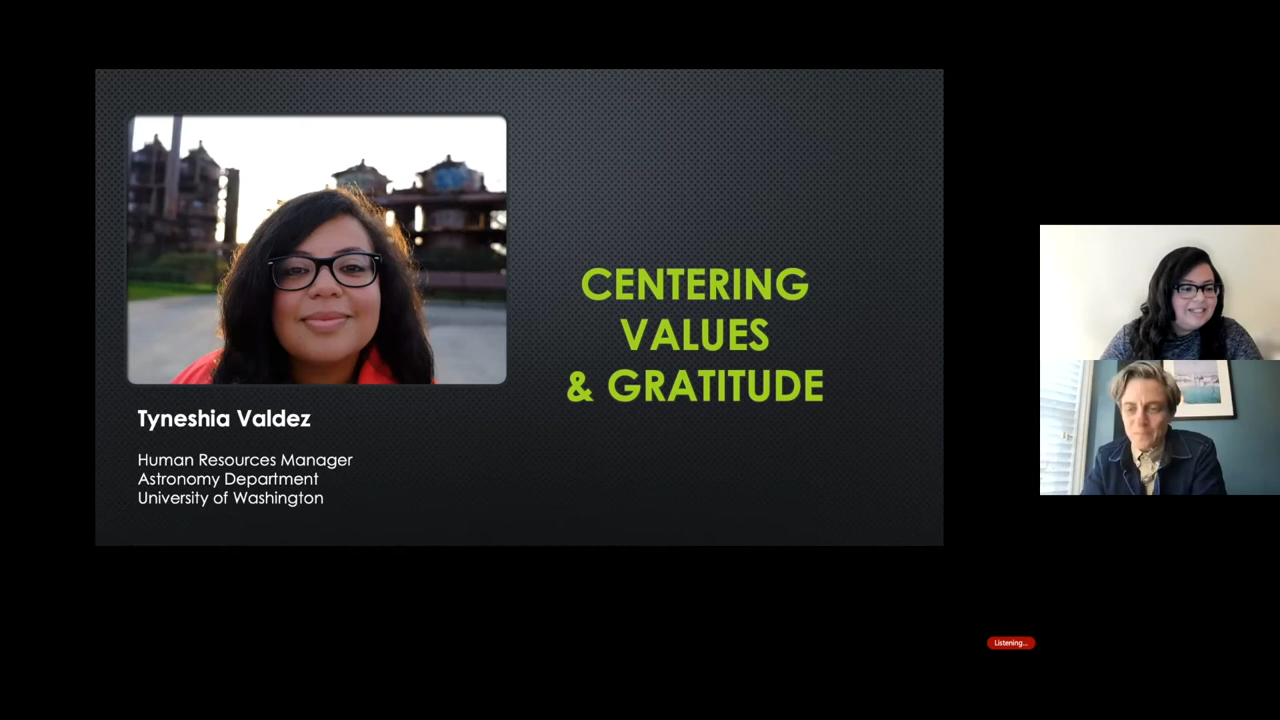 CENTERING
VALUES
& GRATITUDE
Tyneshia Valdez
Human Resources Manager
Astronomy Department
University of Washington
Listening...